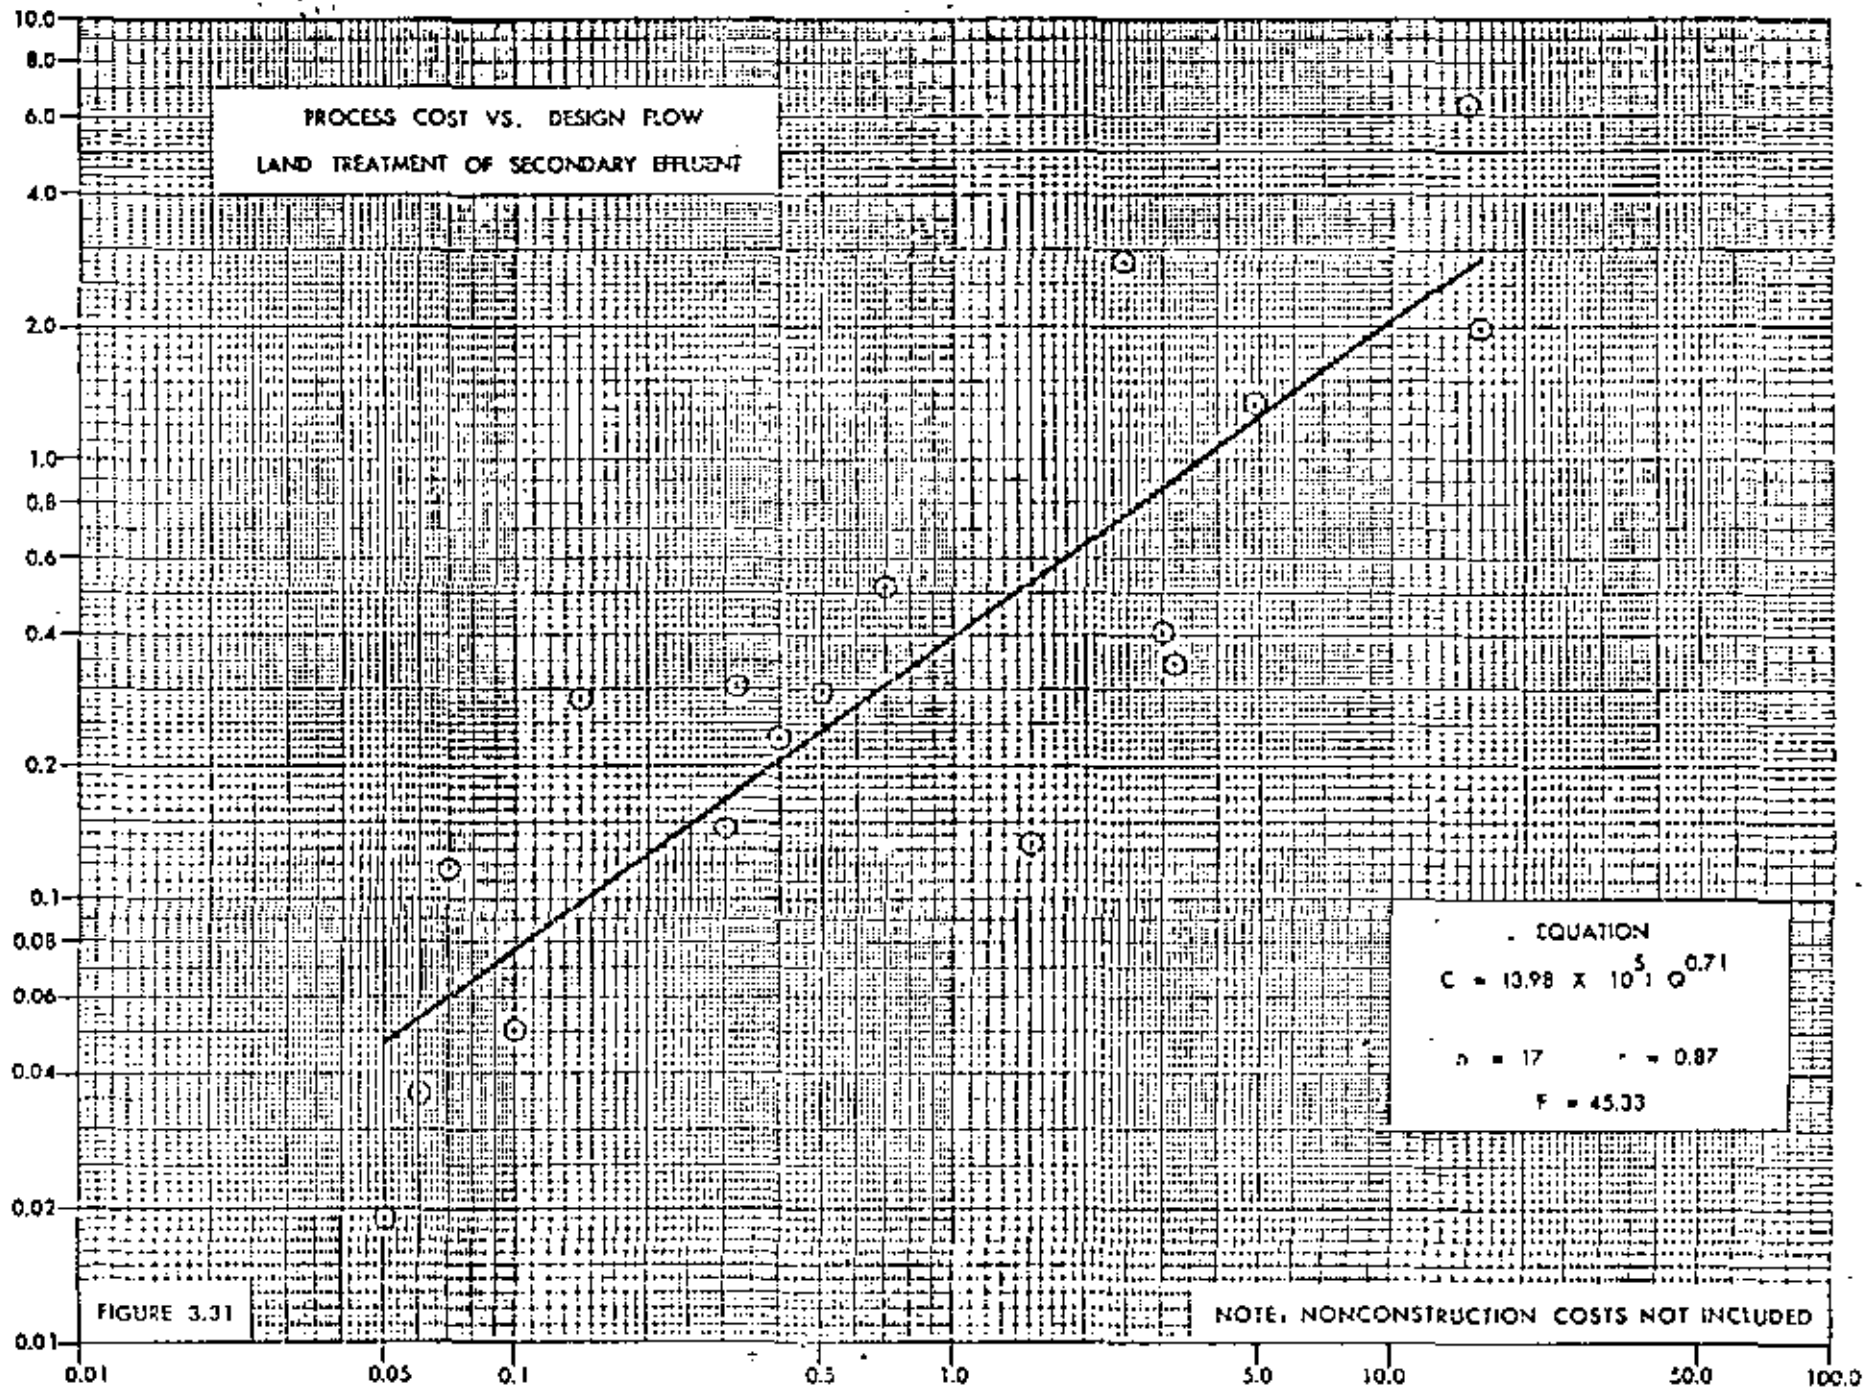 PROCESS COST VS. DESIGN FLOW
LAND TREATMENT OF SECONDARY EFFLUENT
10.0
8.0
6.0
4.0
2.0
1.0
0.8
0.6
0.4
0.2
0.1
0.08
0.06
0.04
0.02
0.01
EQUATION
C = (3.98 X 10^5) Q^0.71
n = 17 r = 0.87
F = 45.33
FIGURE 3.31
NOTE: NONCONSTRUCTION COSTS NOT INCLUDED
0.01 0.05 0.1 0.5 1.0 5.0 10.0 50.0 100.0